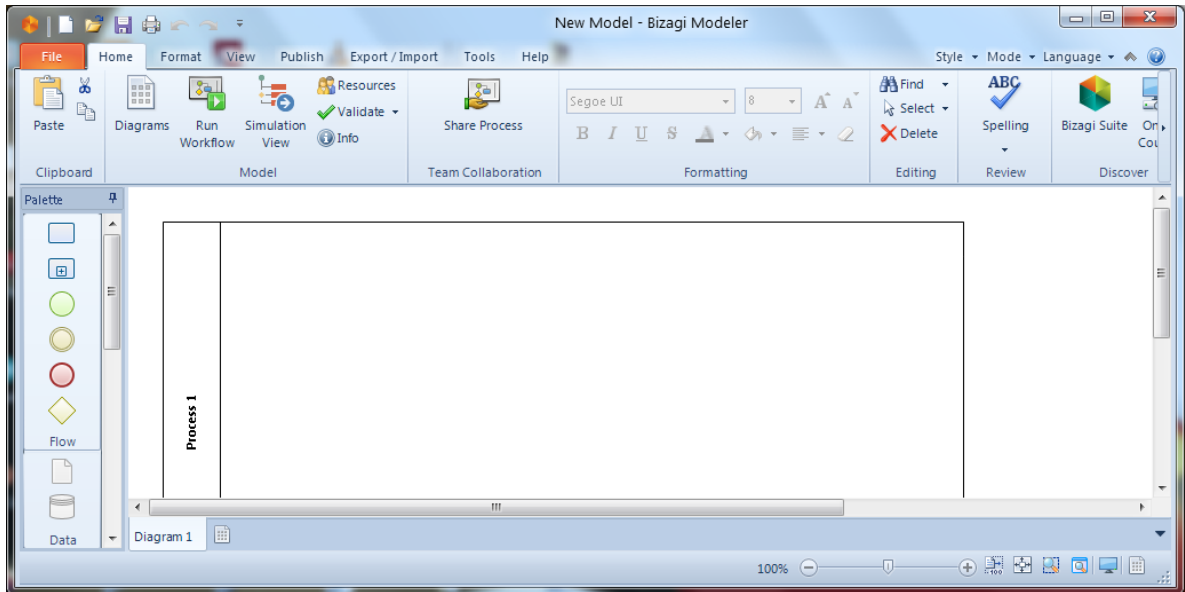 New Model - Bizagi Modeler
File Home Format View Publish Export / Import Tools Help Style Mode Language
Paste
Clipboard
Diagrams
Run
Workflow
Simulation
View
Resources
Validate
Info
Model
Share Process
Team Collaboration
Segoe UI 8 A A
B I U S A
Formatting
Find
Select
Delete
Editing
ABC
Spelling
Review
Bizagi Suite
Discover
Palette
Flow
Data
Process 1
Diagram 1
100%
100